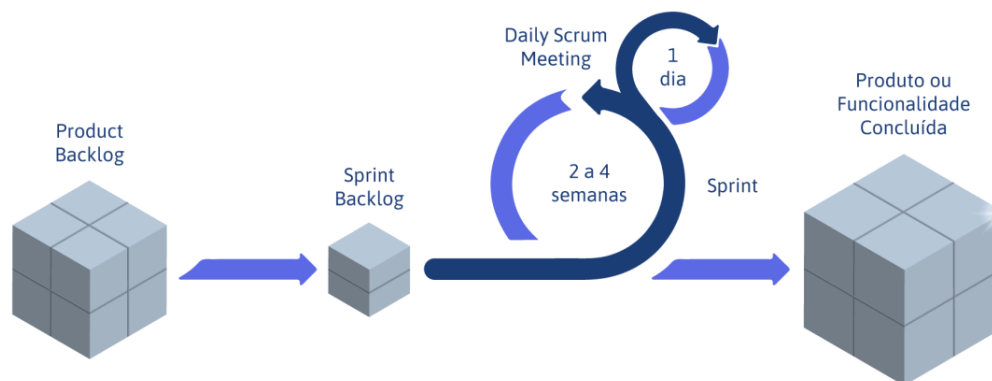 Product
Backlog
Sprint
Backlog
Daily Scrum
Meeting
1
dia
2 a 4
semanas
Sprint
Produto ou
Funcionalidade
Concluída